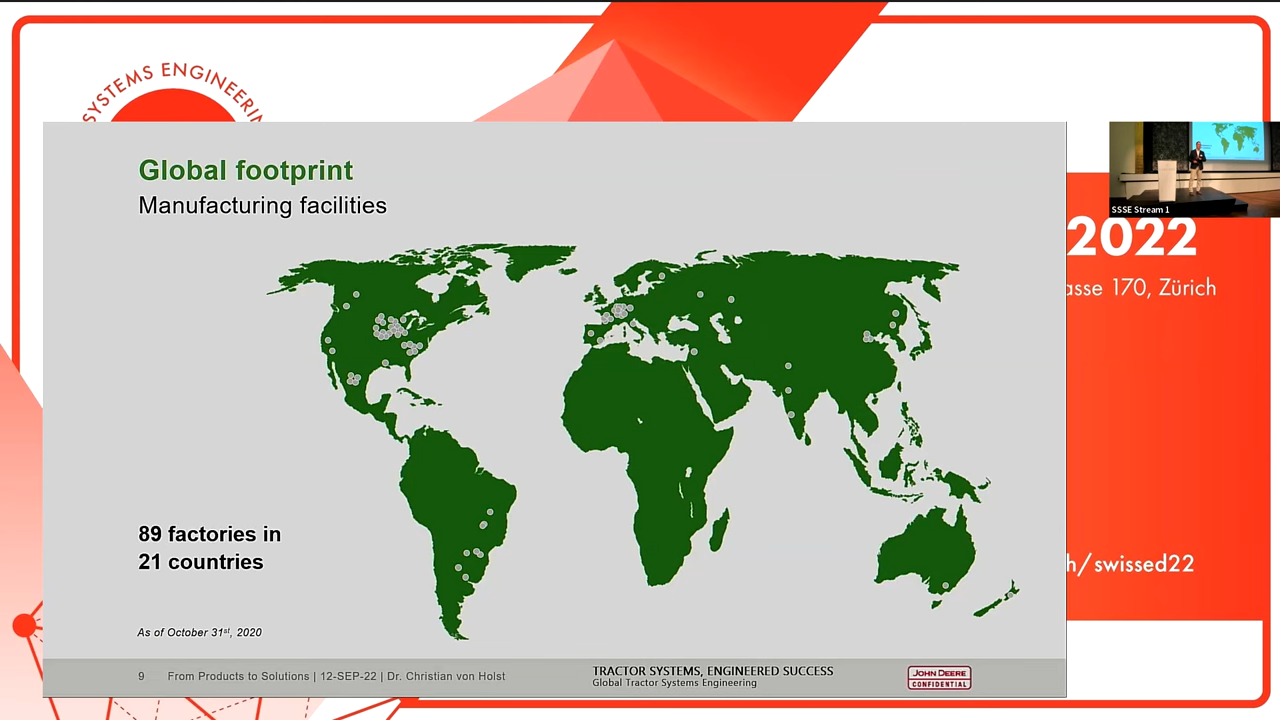 SYSTEMS ENGINEERIN
Global footprint
Manufacturing facilities
SSSE Stream 1
2022
asse 170, Zürich
89 factories in
21 countries
h/swissed22
As of October 31st, 2020
9 From Products to Solutions | 12-SEP-22 | Dr. Christian von Holst
TRACTOR SYSTEMS, ENGINEERED SUCCESS
Global Tractor Systems Engineering
JOHN DEERE
CONFIDENTIAL